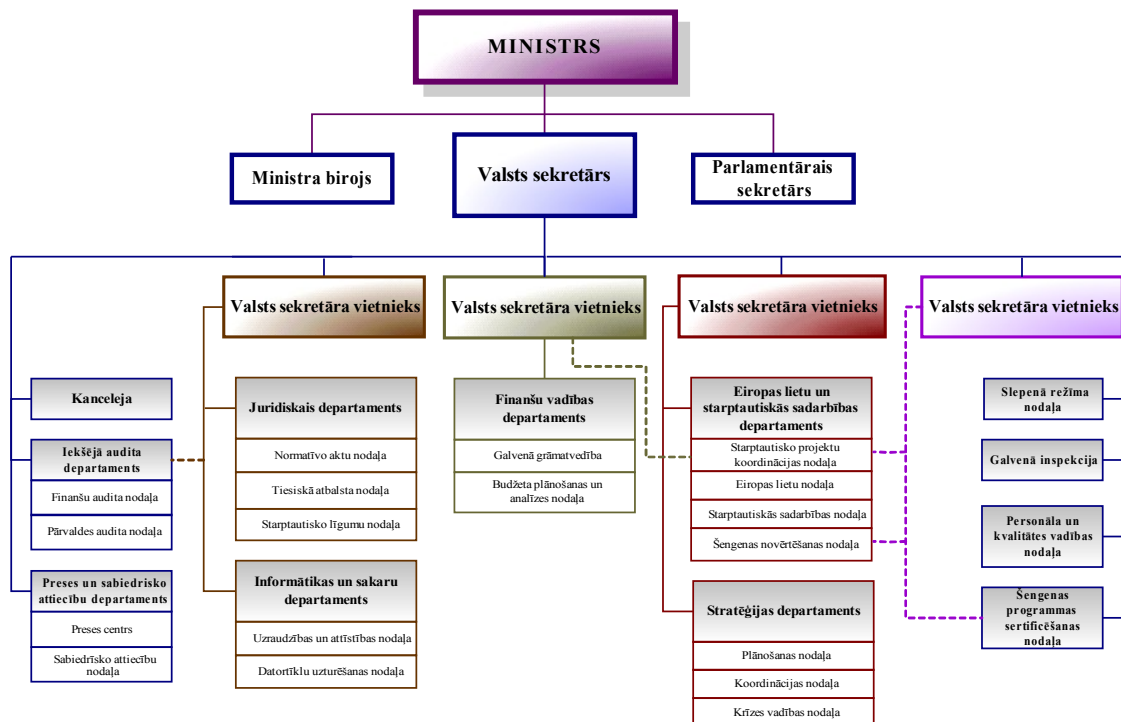 MINISTRS
Ministra birojs
Valsts sekretārs
Parlamentārais
sekretārs
Valsts sekretāra vietnieks
Valsts sekretāra vietnieks
Valsts sekretāra vietnieks
Valsts sekretāra vietnieks
Kanceleja
Iekšējā audita
departaments
Finanšu audita nodaļa
Pārvaldes audita nodaļa
Preses un sabiedrisko
attiecību departaments
Preses centrs
Sabiedrīsko attiecību
nodaļa
Juridiskais departaments
Normatīvo aktu nodaļa
Tiesiskā atbalsta nodaļa
Starptautisko līgumu nodaļa
Informātikas un sakaru
departaments
Uzraudzības un attīstības nodaļa
Datortīklu uzturēšanas nodaļa
Finanšu vadības
departaments
Galvenā grāmatvedība
Budžeta plānošanas un
analīzes nodaļa
Eiropas lietu un
starptautiskās sadarbības
departaments
Starptautisko projektu
koordinācijas nodaļa
Eiropas lietu nodaļa
Starptautiskās sadarbības nodaļa
Šengenas novērtēšanas nodaļa
Stratēģijas departaments
Plānošanas nodaļa
Koordinācijas nodaļa
Krīzes vadības nodaļa
Slepenā režīma
nodaļa
Galvenā inspekcija
Personāla un
kvalitātes vadības
nodaļa
Šengenas
programmas
sertificēšanas
nodaļa